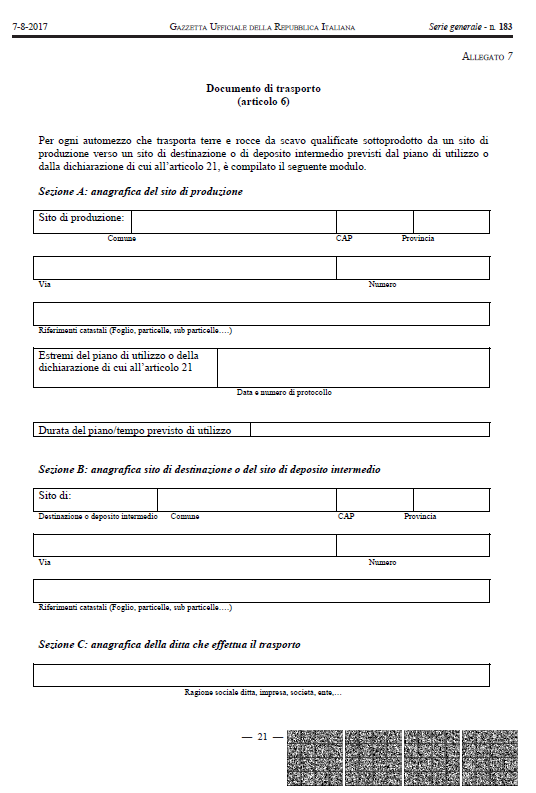 7-8-2017 GAZZETTA UFFICIALE DELLA REPUBBLICA ITALIANA Serie generale - n. 183
ALLEGATO 7
Documento di trasporto
(articolo 6)
Per ogni automezzo che trasporta terre e rocce da scavo qualificate sottoprodotto da un sito di
produzione verso un sito di destinazione o di deposito intermedio previsti dal piano di utilizzo o
dalla dichiarazione di cui all'articolo 21, è compilato il seguente modulo.
Sezione A: anagrafica del sito di produzione
Sito di produzione:
Comune CAP Provincia
Via Numero
Riferimenti catastali (Foglio, particelle, sub particelle….)
Estremi del piano di utilizzo o della
dichiarazione di cui all'articolo 21
Data e numero di protocollo
Durata del piano/tempo previsto di utilizzo
Sezione B: anagrafica sito di destinazione o del sito di deposito intermedio
Sito di:
Destinazione o deposito intermedio Comune CAP Provincia
Via Numero
Riferimenti catastali (Foglio, particelle, sub particelle….)
Sezione C: anagrafica della ditta che effettua il trasporto
Ragione sociale ditta, impresa, società, ente,…
— 21 —